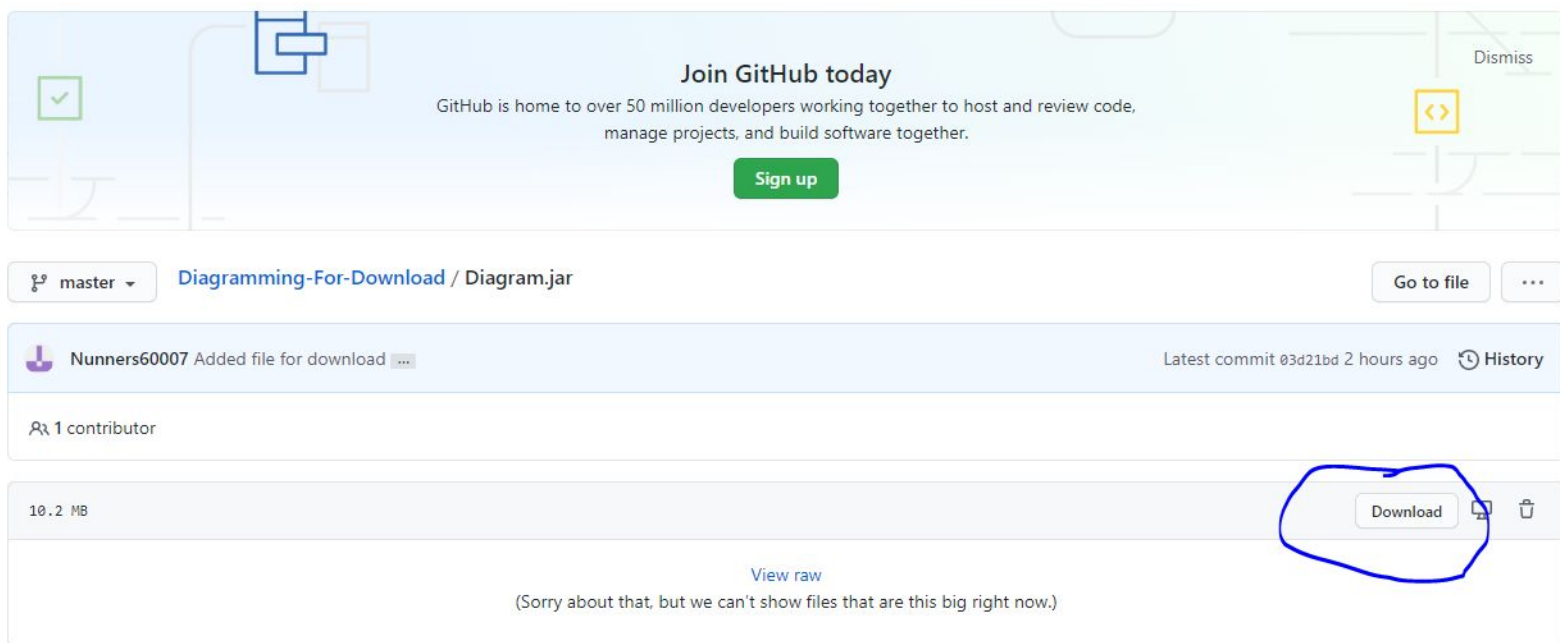 Dismiss
Join GitHub today
GitHub is home to over 50 million developers working together to host and review code,
manage projects, and build software together.
Sign up
master
Diagramming-For-Download / Diagram.jar
Go to file
...
Nunners60007 Added file for download ...
Latest commit 03d21bd 2 hours ago
History
1 contributor
10.2 MB
Download
View raw
(Sorry about that, but we can't show files that are this big right now.)